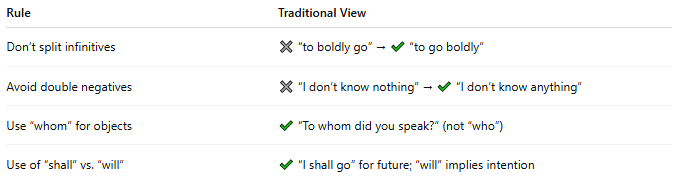 Rule Traditional View
Don’t split infinitives ✖ “to boldly go” → ✔ “to go boldly”
Avoid double negatives ✖ “I don’t know nothing” → ✔ “I don’t know anything”
Use “whom” for objects ✔ “To whom did you speak?” (not “who”)
Use of “shall” vs. “will” ✔ “I shall go” for future; “will” implies intention